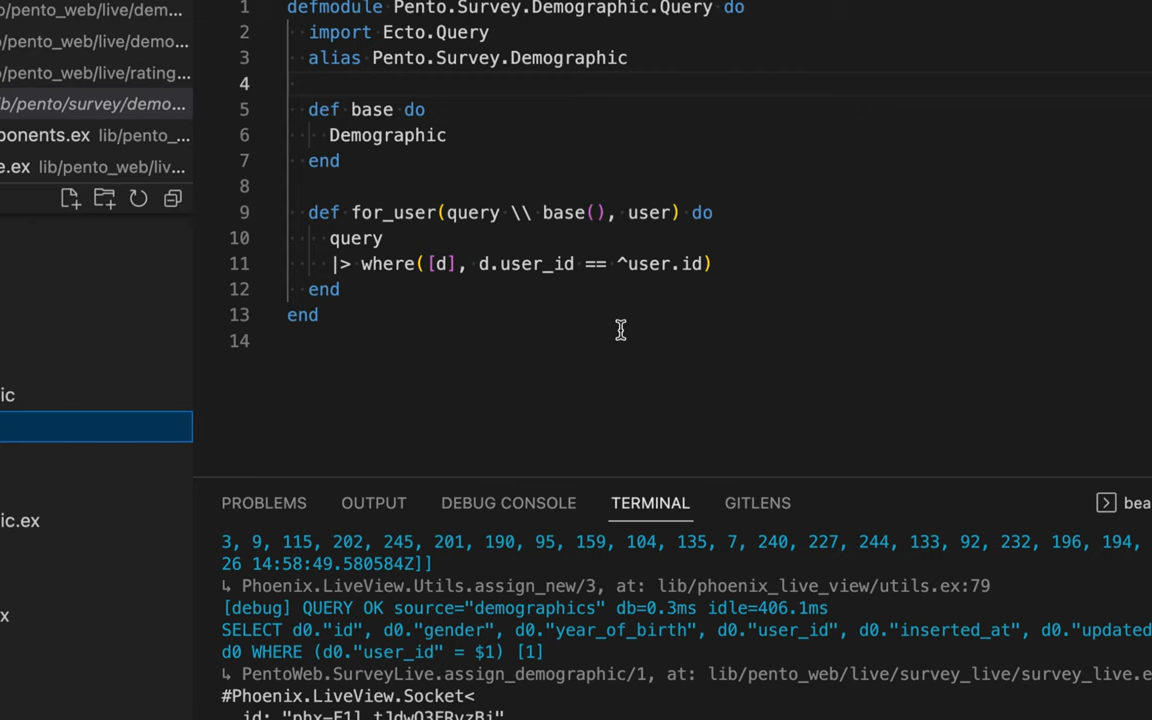 /pento_web/live/dem...
/pento_web/live/demo...
/pento_web/live/rating...
b/pento/survey/demo...
ponents.ex lib/pento_...
e.ex lib/pento_web/liv...
ic
ic.ex
x
1 defmodule Pento.Survey.Demographic.Query do
2 import Ecto.Query
3 alias Pento.Survey.Demographic
4
5 def base do
6 Demographic
7 end
8
9 def for_user(query \\ base(), user) do
10 query
11 |> where([d], d.user_id == ^user.id)
12 end
13 end
14
PROBLEMS OUTPUT DEBUG CONSOLE TERMINAL GITLENS bea
3, 9, 115, 202, 245, 201, 190, 95, 159, 104, 135, 7, 240, 227, 244, 133, 92, 232, 196, 194,
26 14:58:49.580584Z]]
↳ Phoenix.LiveView.Utils.assign_new/3, at: lib/phoenix_live_view/utils.ex:79
[debug] QUERY OK source="demographics" db=0.3ms idle=406.1ms
SELECT d0."id", d0."gender", d0."year_of_birth", d0."user_id", d0."inserted_at", d0."updated
d0 WHERE (d0."user_id" = $1) [1]
↳ PentoWeb.SurveyLive.assign_demographic/1, at: lib/pento_web/live/survey_live/survey_live.e
#Phoenix.LiveView.Socket<